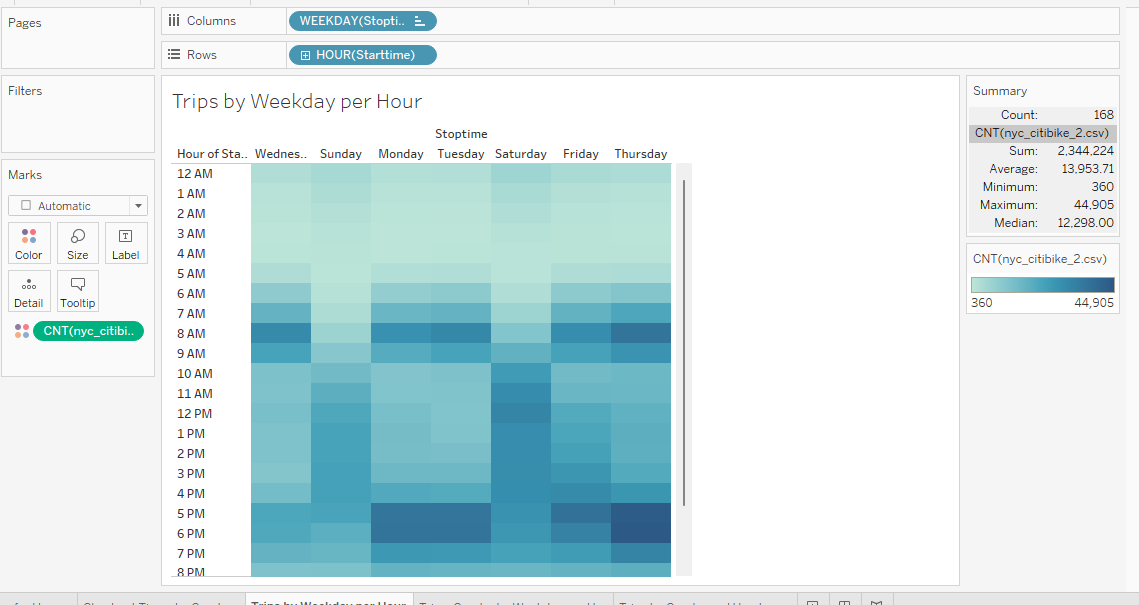 Pages
Columns
WEEKDAY(Stopti..
Rows
HOUR(Starttime)
Filters
Marks
Automatic
Color
Size
Label
Detail
Tooltip
CNT(nyc_citibi..
Trips by Weekday per Hour
Stoptime
Hour of Sta.. Wednes.. Sunday Monday Tuesday Saturday Friday Thursday
12 AM
1 AM
2 AM
3 AM
4 AM
5 AM
6 AM
7 AM
8 AM
9 AM
10 AM
11 AM
12 PM
1 PM
2 PM
3 PM
4 PM
5 PM
6 PM
7 PM
8 PM
Summary
Count: 168
CNT(nyc_citibike_2.csv)
Sum: 2,344,224
Average: 13,953.71
Minimum: 360
Maximum: 44,905
Median: 12,298.00
CNT(nyc_citibike_2.csv)
360 44,905
Trips by Weekday per Hour